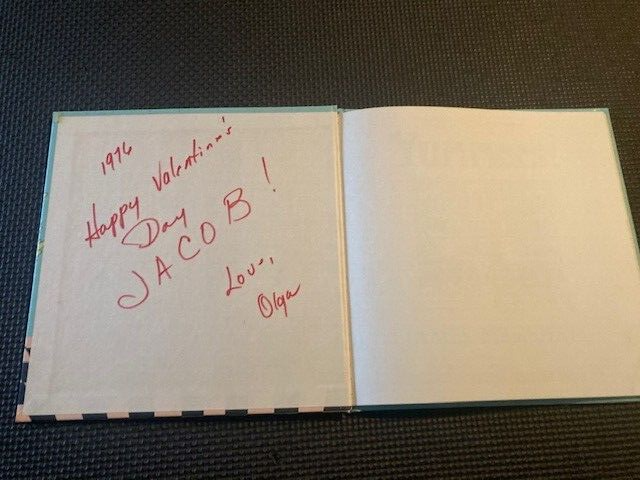 1996
Happy Valentine's
Day
JACOB!
Love,
Olga